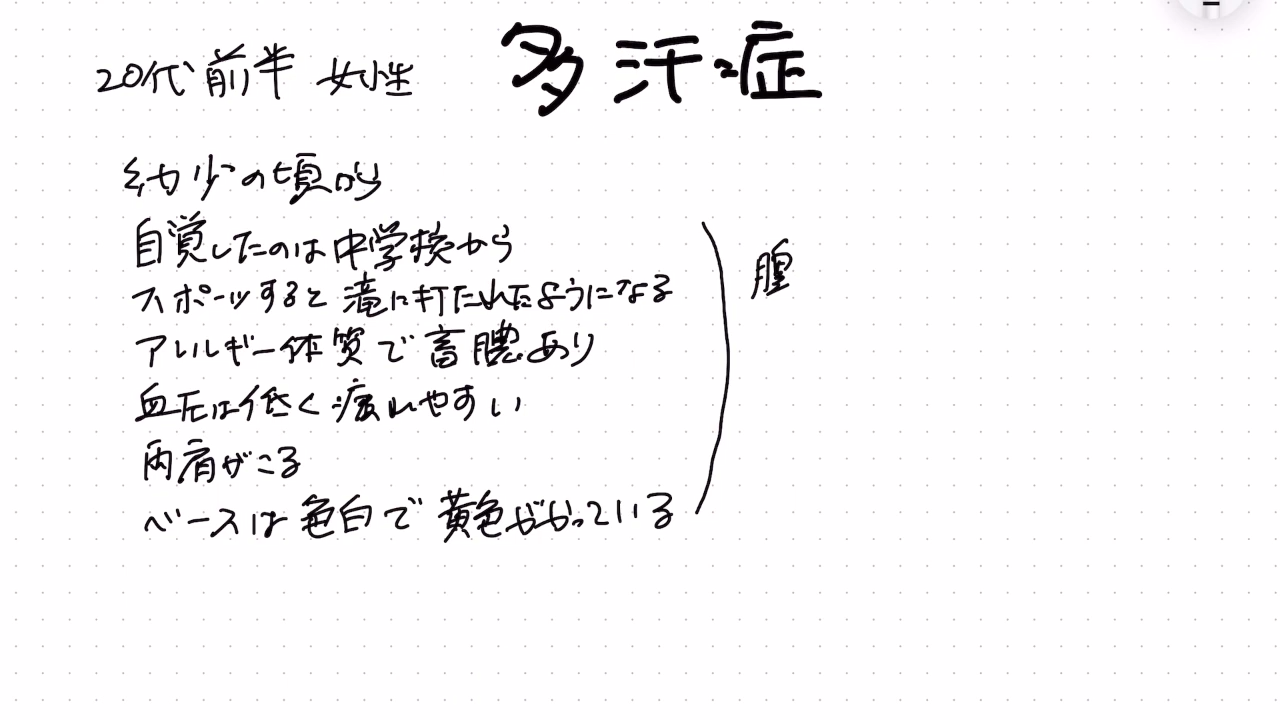 多汗症
20代前半 女性
幼少の頃から
自覚したのは中学校から
スポーツすると滝に打たれたようになる
アレルギー体質で畜膿あり
血圧は低く疲れやすい
両肩がこる
ベースは色白で黄色がかっている